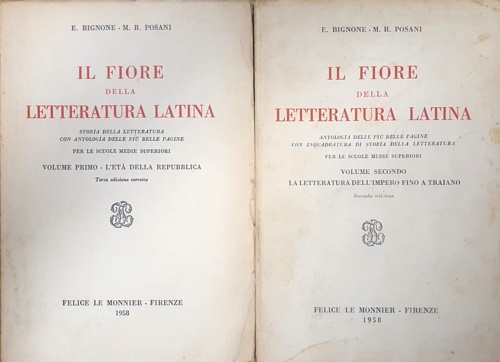 E. BIGNONE - M. R. POSANI
IL FIORE
DELLA
LETTERATURA LATINA
STORIA DELLA LETTERATURA
CON ANTOLOGIA DELLE PIÙ BELLE PAGINE
PER LE SCUOLE MEDIE SUPERIORI
VOLUME PRIMO - L'ETÀ DELLA REPUBBLICA
Terza edizione corretta
FELICE LE MONNIER - FIRENZE
1958
E. BIGNONE - M. R. POSANI
IL FIORE
DELLA
LETTERATURA LATINA
ANTOLOGIA DELLE PIÙ BELLE PAGINE
CON INQUADRATURA DI STORIA DELLA LETTERATURA
PER LE SCUOLE MEDIE SUPERIORI
VOLUME SECONDO
LA LETTERATURA DELL'IMPERO FINO A TRAIANO
Seconda edizione
FELICE LE MONNIER - FIRENZE
1958